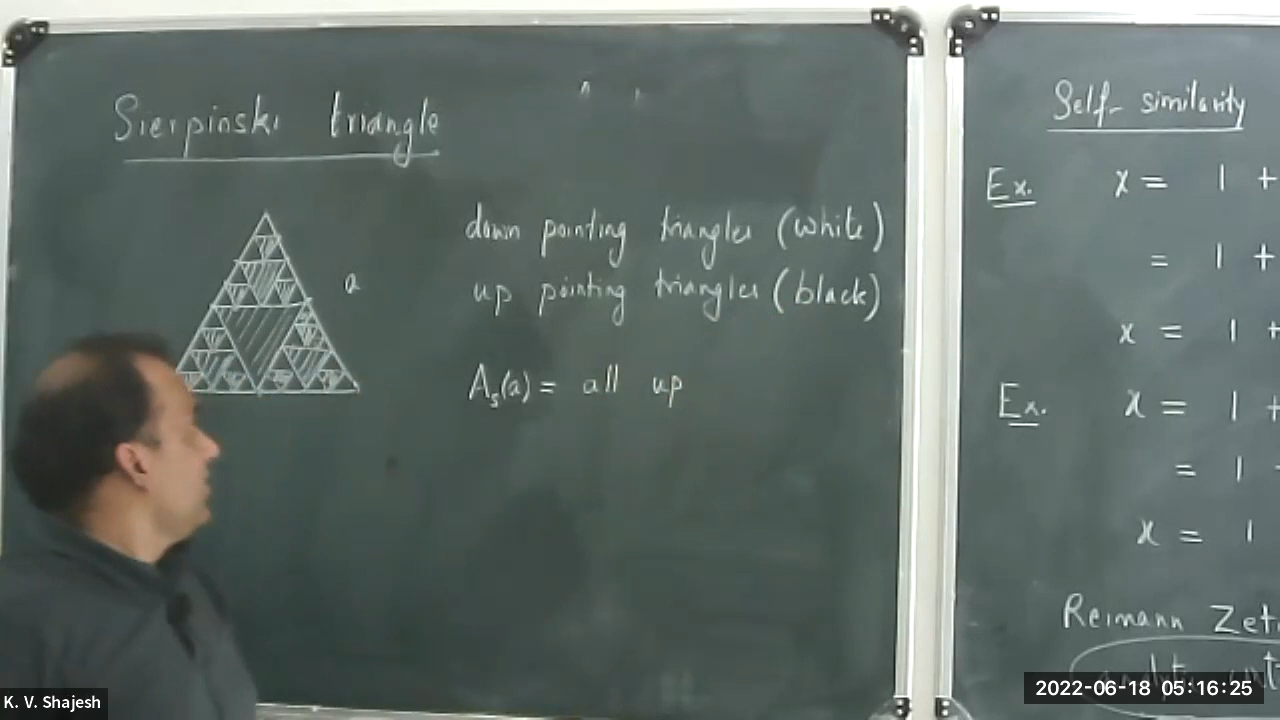 Sierpinski triangle
a
down pointing triangles (white)
up pointing triangles (black)
A_s(a) = all up
Self-similarity
Ex. x = 1 +
= 1 +
x = 1 +
Ex. x = 1 +
= 1 -
x = 1
Reimann Zet
K. V. Shajesh
2022-06-18 05:16:25